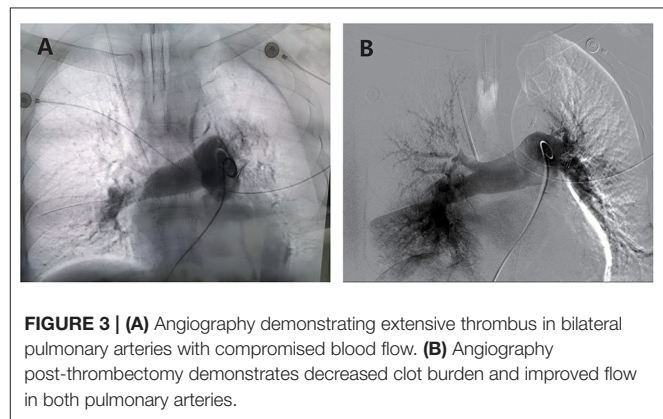 A
B
FIGURE 3 | (A) Angiography demonstrating extensive thrombus in bilateral
pulmonary arteries with compromised blood flow. (B) Angiography
post-thrombectomy demonstrates decreased clot burden and improved flow
in both pulmonary arteries.